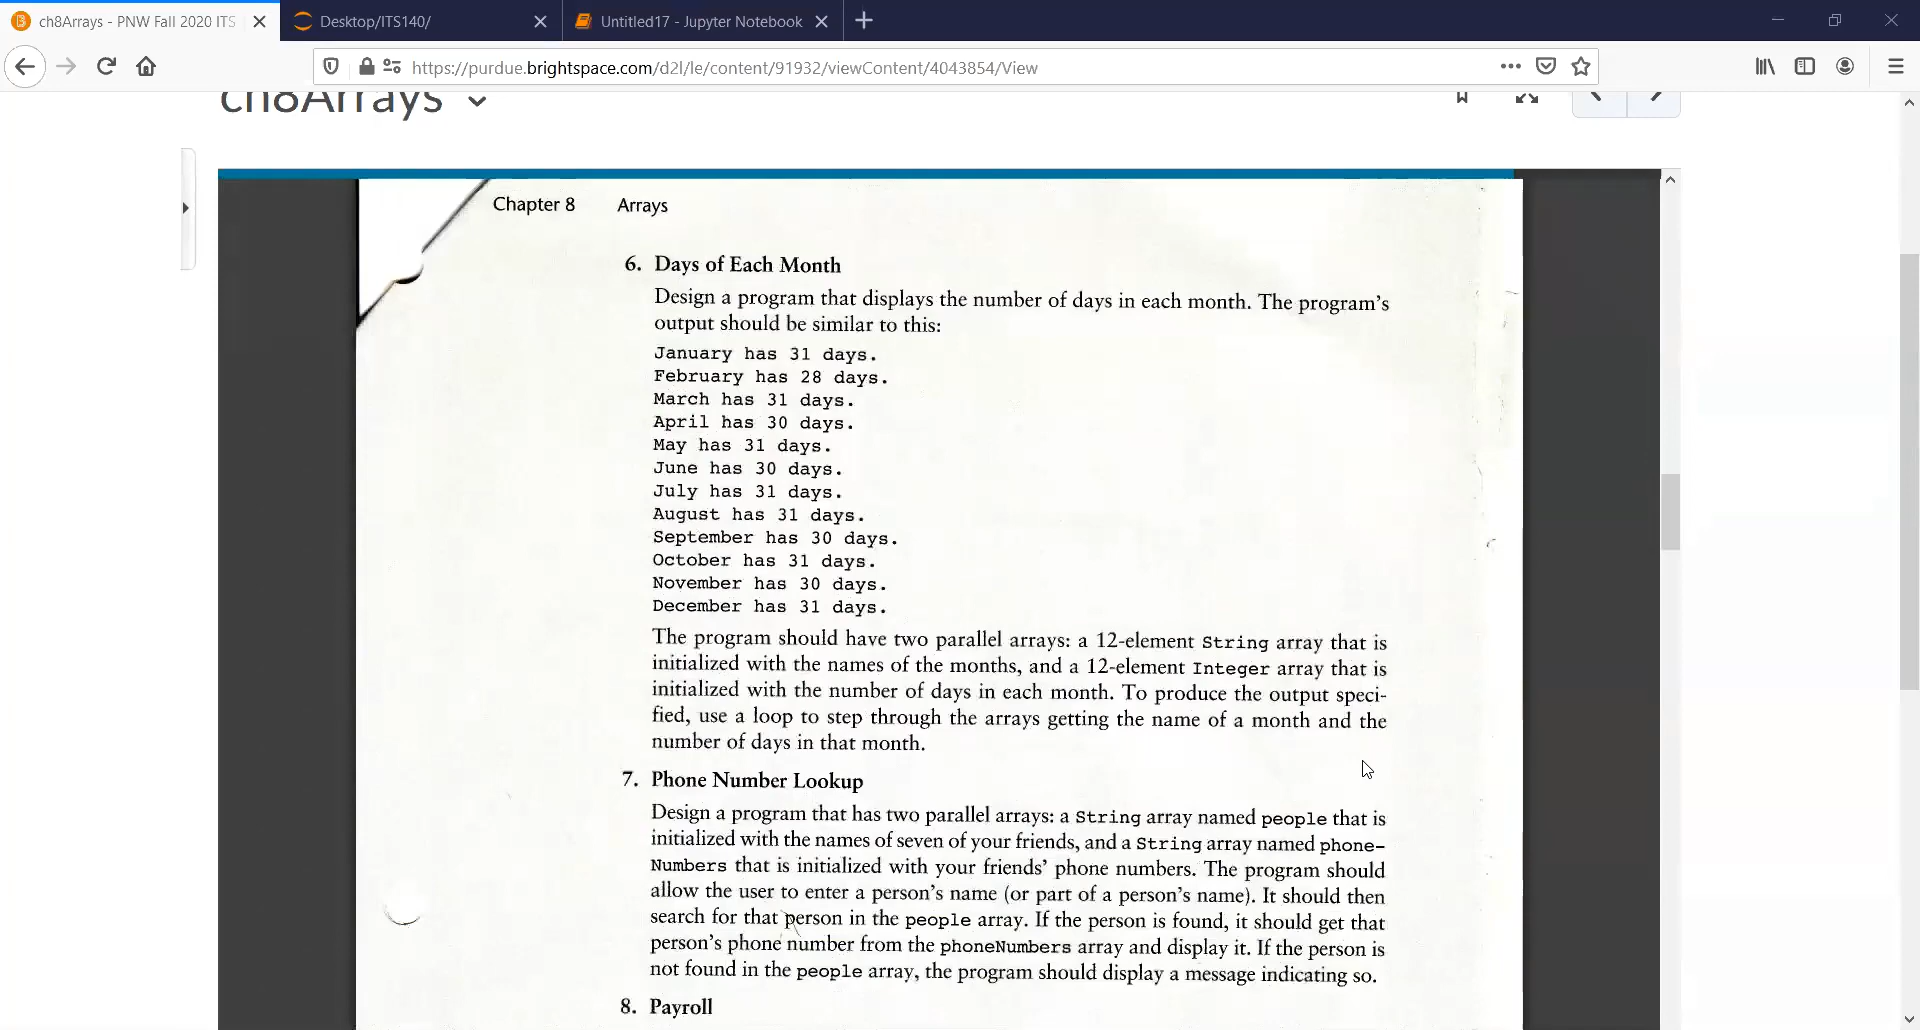 ch8Arrays - PNW Fall 2020 ITS
Desktop/ITS140/
Untitled17 - Jupyter Notebook
https://purdue.brightspace.com/d2l/le/content/91932/viewContent/4043854/View
ch8Arrays
Chapter 8 Arrays
6. Days of Each Month
Design a program that displays the number of days in each month. The program's
output should be similar to this:
January has 31 days.
February has 28 days.
March has 31 days.
April has 30 days.
May has 31 days.
June has 30 days.
July has 31 days.
August has 31 days.
September has 30 days.
October has 31 days.
November has 30 days.
December has 31 days.
The program should have two parallel arrays: a 12-element String array that is
initialized with the names of the months, and a 12-element Integer array that is
initialized with the number of days in each month. To produce the output speci-
fied, use a loop to step through the arrays getting the name of a month and the
number of days in that month.
7. Phone Number Lookup
Design a program that has two parallel arrays: a String array named people that is
initialized with the names of seven of your friends, and a String array named phone-
Numbers that is initialized with your friends' phone numbers. The program should
allow the user to enter a person's name (or part of a person's name). It should then
search for that person in the people array. If the person is found, it should get that
person's phone number from the phoneNumbers array and display it. If the person is
not found in the people array, the program should display a message indicating so.
8. Payroll